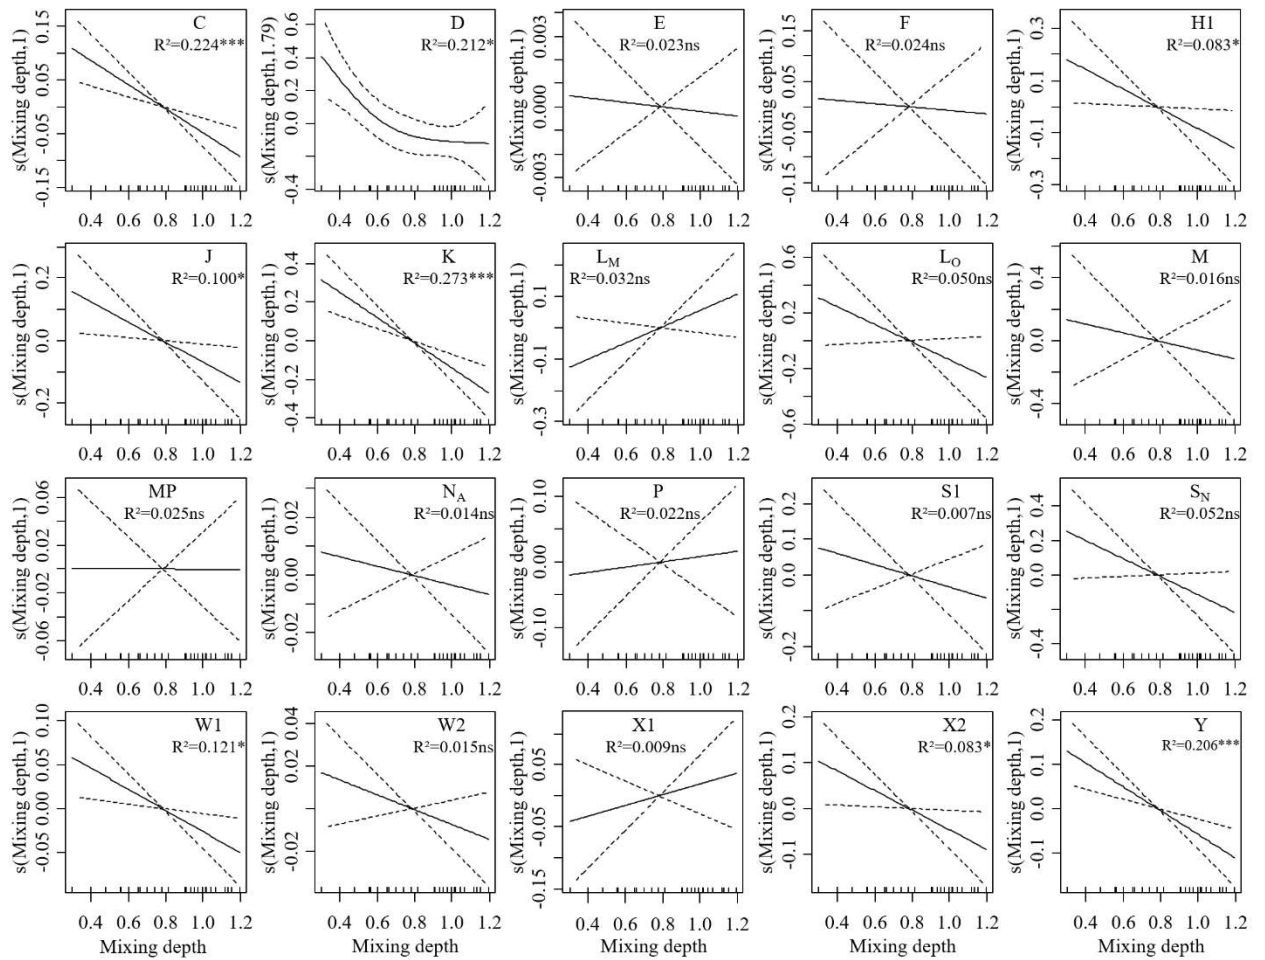 C
R²=0.224***
s(Mixing depth,1)
0.15
0.05
-0.05
-0.15
0.4 0.6 0.8 1.0 1.2
D
R²=0.212*
s(Mixing depth,1.79)
0.6
0.4
0.2
0.0
-0.4
0.4 0.6 0.8 1.0 1.2
E
R²=0.023ns
s(Mixing depth,1)
0.003
0.000
-0.003
0.4 0.6 0.8 1.0 1.2
F
R²=0.024ns
s(Mixing depth,1)
0.15
0.05
-0.05
-0.15
0.4 0.6 0.8 1.0 1.2
H1
R²=0.083*
s(Mixing depth,1)
0.3
0.1
-0.1
-0.3
0.4 0.6 0.8 1.0 1.2
J
R²=0.100*
s(Mixing depth,1)
0.2
0.0
-0.2
0.4 0.6 0.8 1.0 1.2
K
R²=0.273***
s(Mixing depth,1)
0.4
0.2
0.0
-0.2
-0.4
0.4 0.6 0.8 1.0 1.2
LM
R²=0.032ns
s(Mixing depth,1)
0.1
-0.1
-0.3
0.4 0.6 0.8 1.0 1.2
LO
R²=0.050ns
s(Mixing depth,1)
0.6
0.2
-0.2
-0.6
0.4 0.6 0.8 1.0 1.2
M
R²=0.016ns
s(Mixing depth,1)
0.4
0.0
-0.4
0.4 0.6 0.8 1.0 1.2
MP
R²=0.025ns
s(Mixing depth,1)
0.06
0.02
-0.02
-0.06
0.4 0.6 0.8 1.0 1.2
NA
R²=0.014ns
s(Mixing depth,1)
0.02
0.00
-0.02
0.4 0.6 0.8 1.0 1.2
P
R²=0.022ns
s(Mixing depth,1)
0.10
0.00
-0.10
0.4 0.6 0.8 1.0 1.2
S1
R²=0.007ns
s(Mixing depth,1)
0.2
0.1
0.0
-0.2
0.4 0.6 0.8 1.0 1.2
SN
R²=0.052ns
s(Mixing depth,1)
0.4
0.2
0.0
-0.4
0.4 0.6 0.8 1.0 1.2
W1
R²=0.121*
s(Mixing depth,1)
0.10
0.05
0.00
-0.05
0.4 0.6 0.8 1.0 1.2
Mixing depth
W2
R²=0.015ns
s(Mixing depth,1)
0.04
0.02
0.00
-0.02
0.4 0.6 0.8 1.0 1.2
Mixing depth
X1
R²=0.009ns
s(Mixing depth,1)
0.05
-0.05
-0.15
0.4 0.6 0.8 1.0 1.2
Mixing depth
X2
R²=0.083*
s(Mixing depth,1)
0.2
0.1
0.0
-0.1
0.4 0.6 0.8 1.0 1.2
Mixing depth
Y
R²=0.206***
s(Mixing depth,1)
0.2
0.1
0.0
-0.1
0.4 0.6 0.8 1.0 1.2
Mixing depth